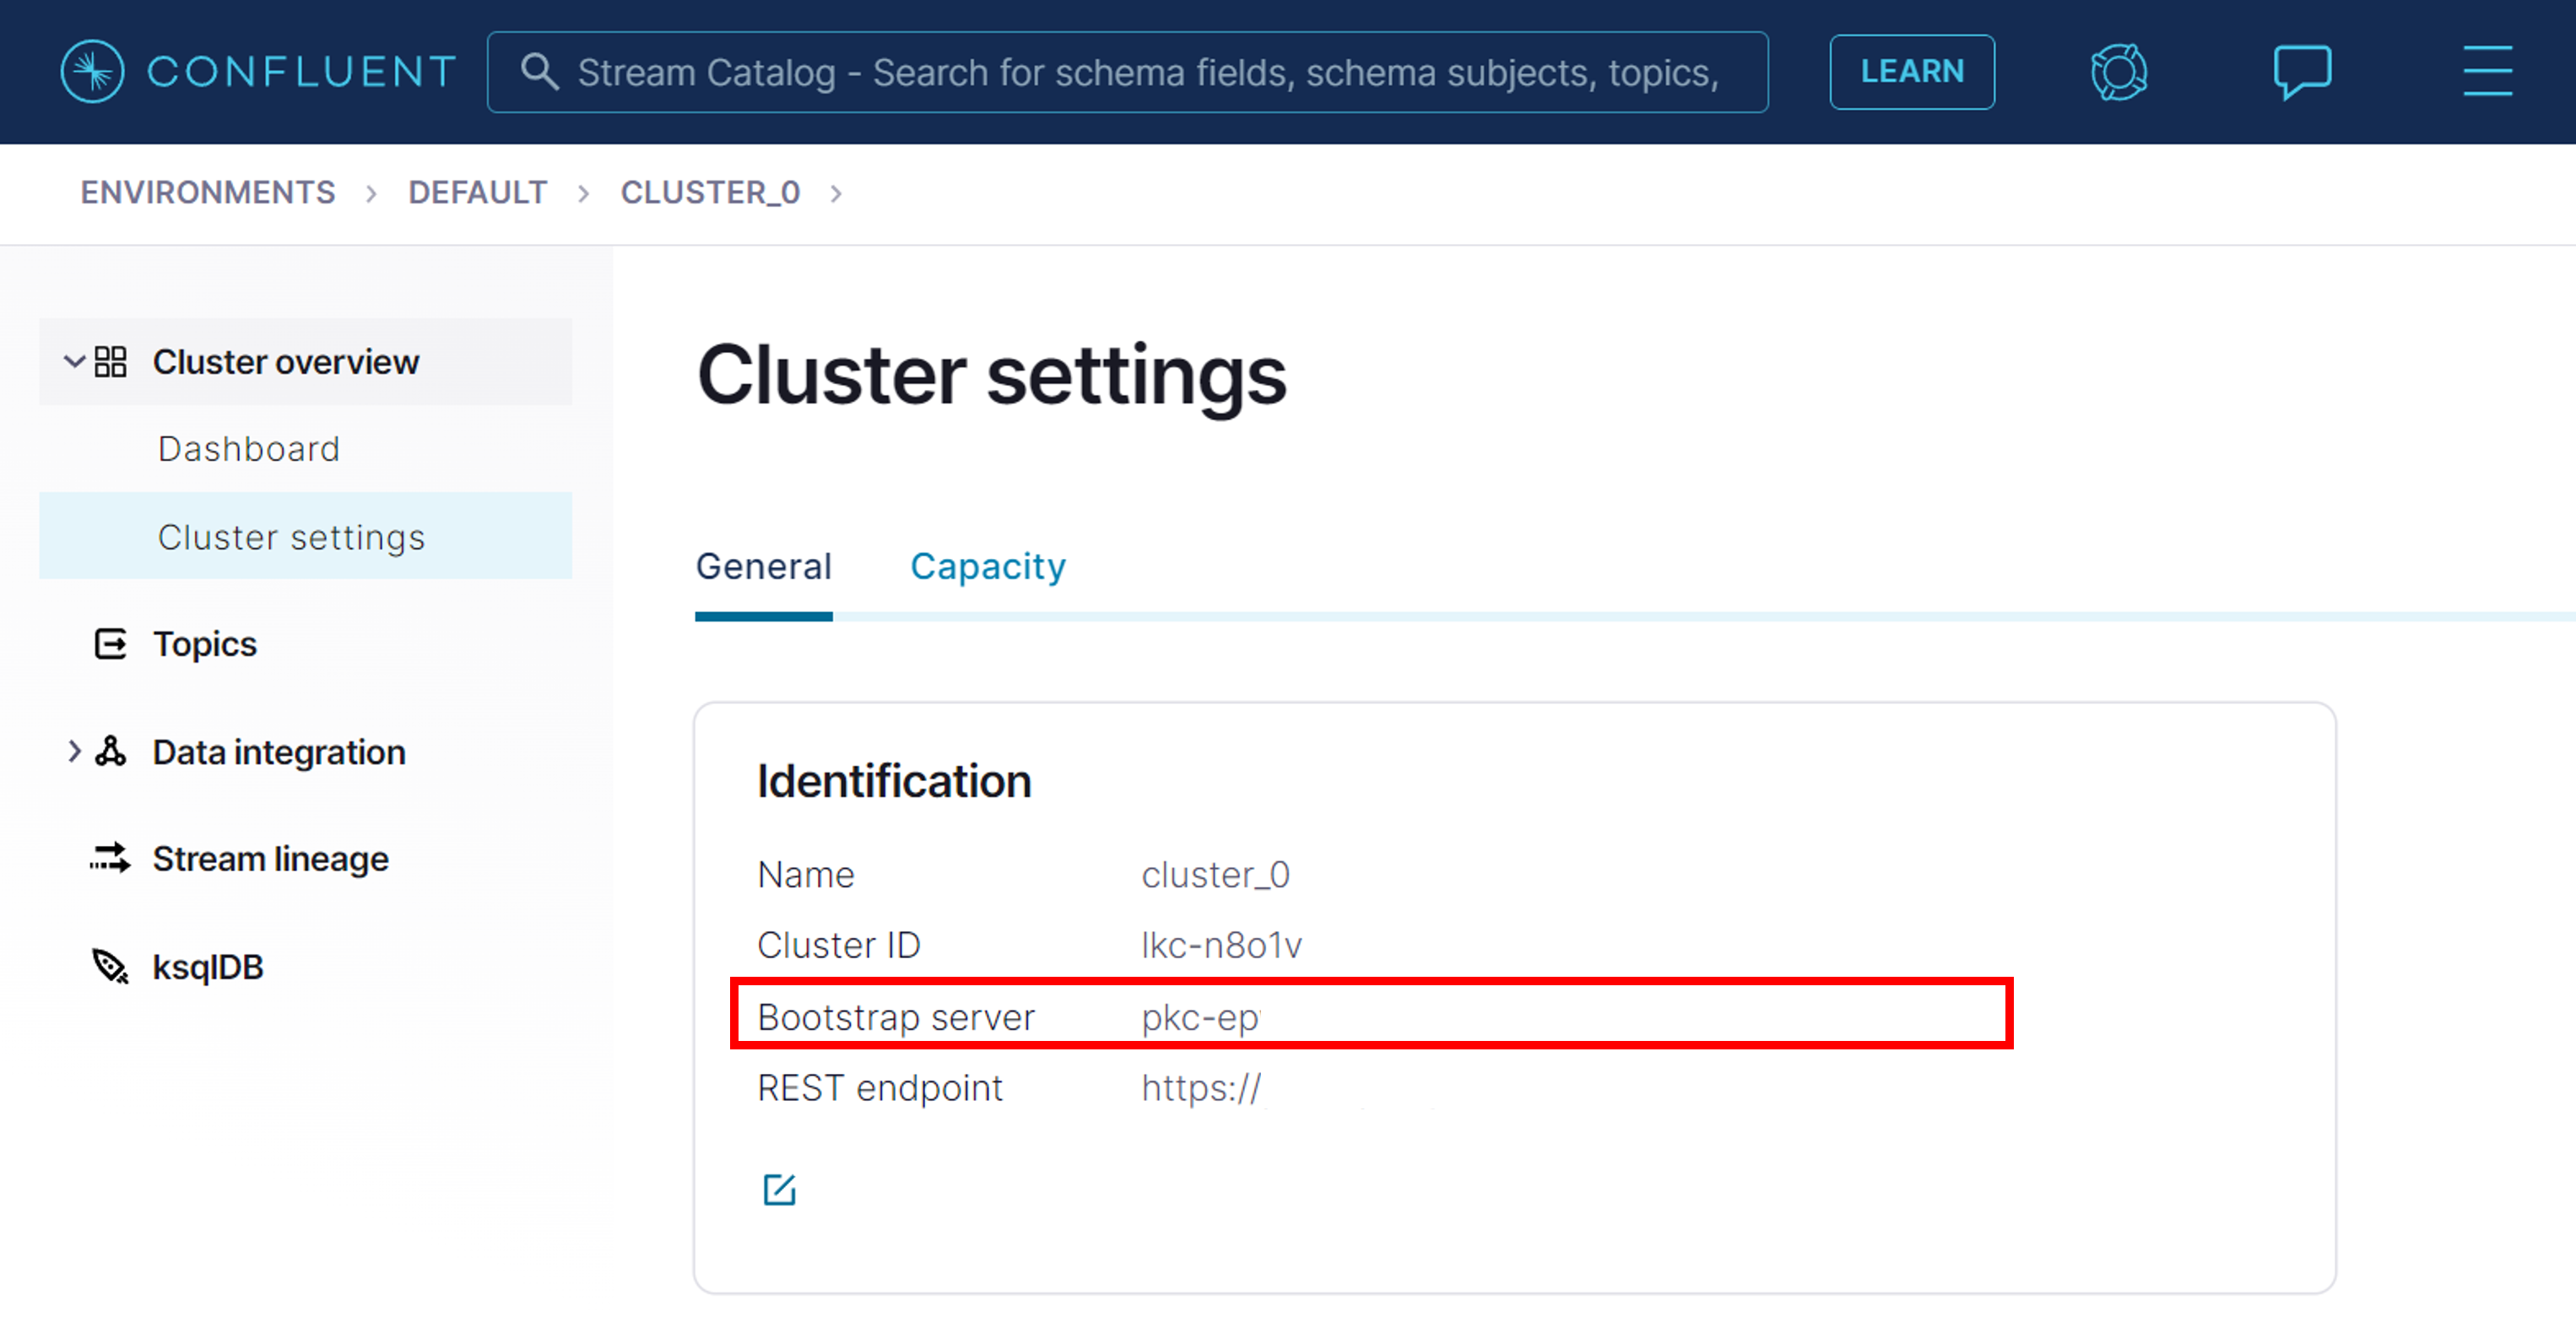 CONFLUENT
Stream Catalog - Search for schema fields, schema subjects, topics,
LEARN
ENVIRONMENTS > DEFAULT > CLUSTER_0 >
Cluster overview
Dashboard
Cluster settings
Topics
Data integration
Stream lineage
ksqlDB
Cluster settings
General Capacity
Identification
Name cluster_0
Cluster ID lkc-n8o1v
Bootstrap server pkc-ep
REST endpoint https://